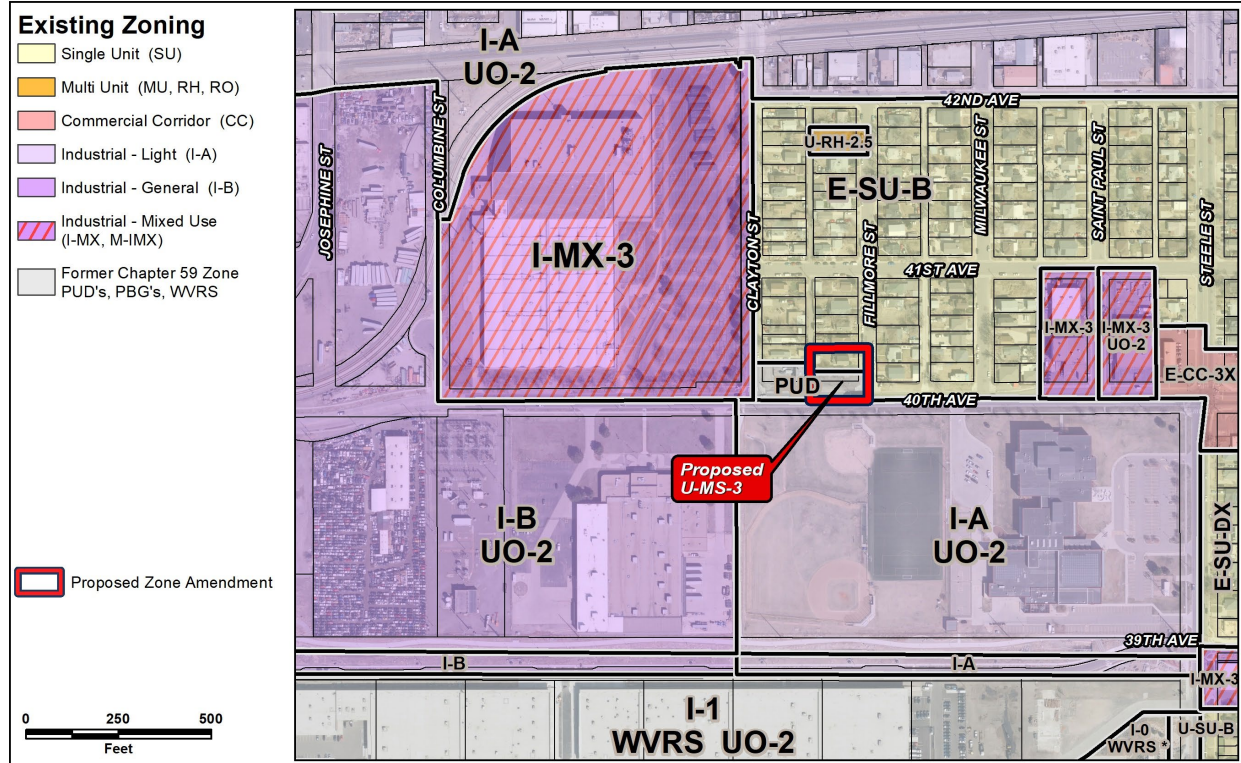 Existing Zoning
Single Unit (SU)
Multi Unit (MU, RH, RO)
Commercial Corridor (CC)
Industrial - Light (I-A)
Industrial - General (I-B)
Industrial - Mixed Use
(I-MX, M-IMX)
Former Chapter 59 Zone
PUD's, PBG's, WVRS
Proposed Zone Amendment
0 250 500
Feet
I-A
UO-2
42ND AVE
JOSEPHINE ST
COLUMBINE ST
U-RH-2.5
E-SU-B
MILWAUKEE ST
SAINT PAUL ST
STEELE ST
I-MX-3
CLAYTON ST
FILLMORE ST
41ST AVE
I-MX-3
I-MX-3
UO-2
E-CC-3X
PUD
40TH AVE
Proposed
U-MS-3
I-B
UO-2
I-A
UO-2
E-SU-DX
39TH AVE
I-B
I-A
I-MX-3
I-1
WVRS UO-2
I-0
WVRS *
U-SU-B